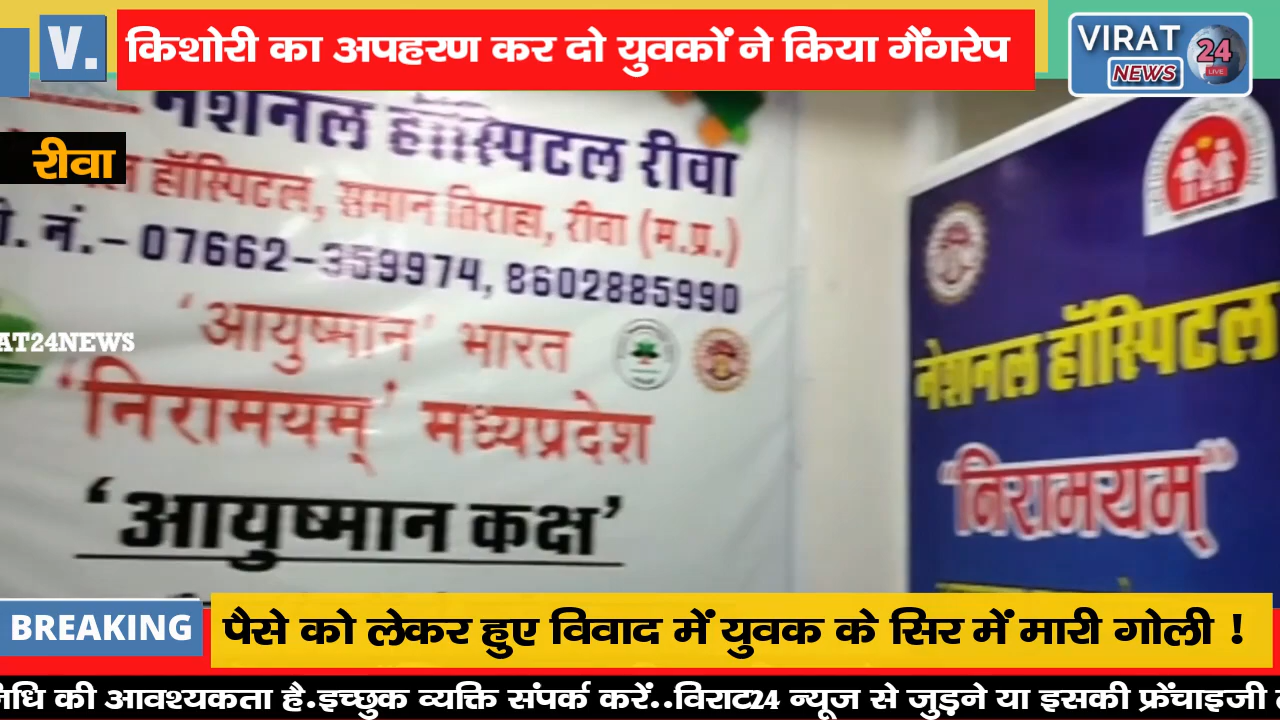 V.
किशोरी का अपहरण कर दो युवकों ने किया गैंगरेप
VIRAT 24
NEWS LIVE
रीवा
नेशनल हॉस्पिटल रीवा
हॉस्पिटल, समान तिराहा, रीवा (म.प्र.)
नं.-07662-359974, 8602885990
'आयुष्मान' भारत
'निरामयम्' मध्यप्रदेश
'आयुष्मान कक्ष'
AT24NEWS
नेशनल हॉस्पिटल
"निरामयम्"
BREAKING
पैसे को लेकर हुए विवाद में युवक के सिर में मारी गोली !
की आवश्यकता है.इच्छुक व्यक्ति संपर्क करें..विराट24 न्यूज से जुड़ने या इसकी फ्रेंचाइजी